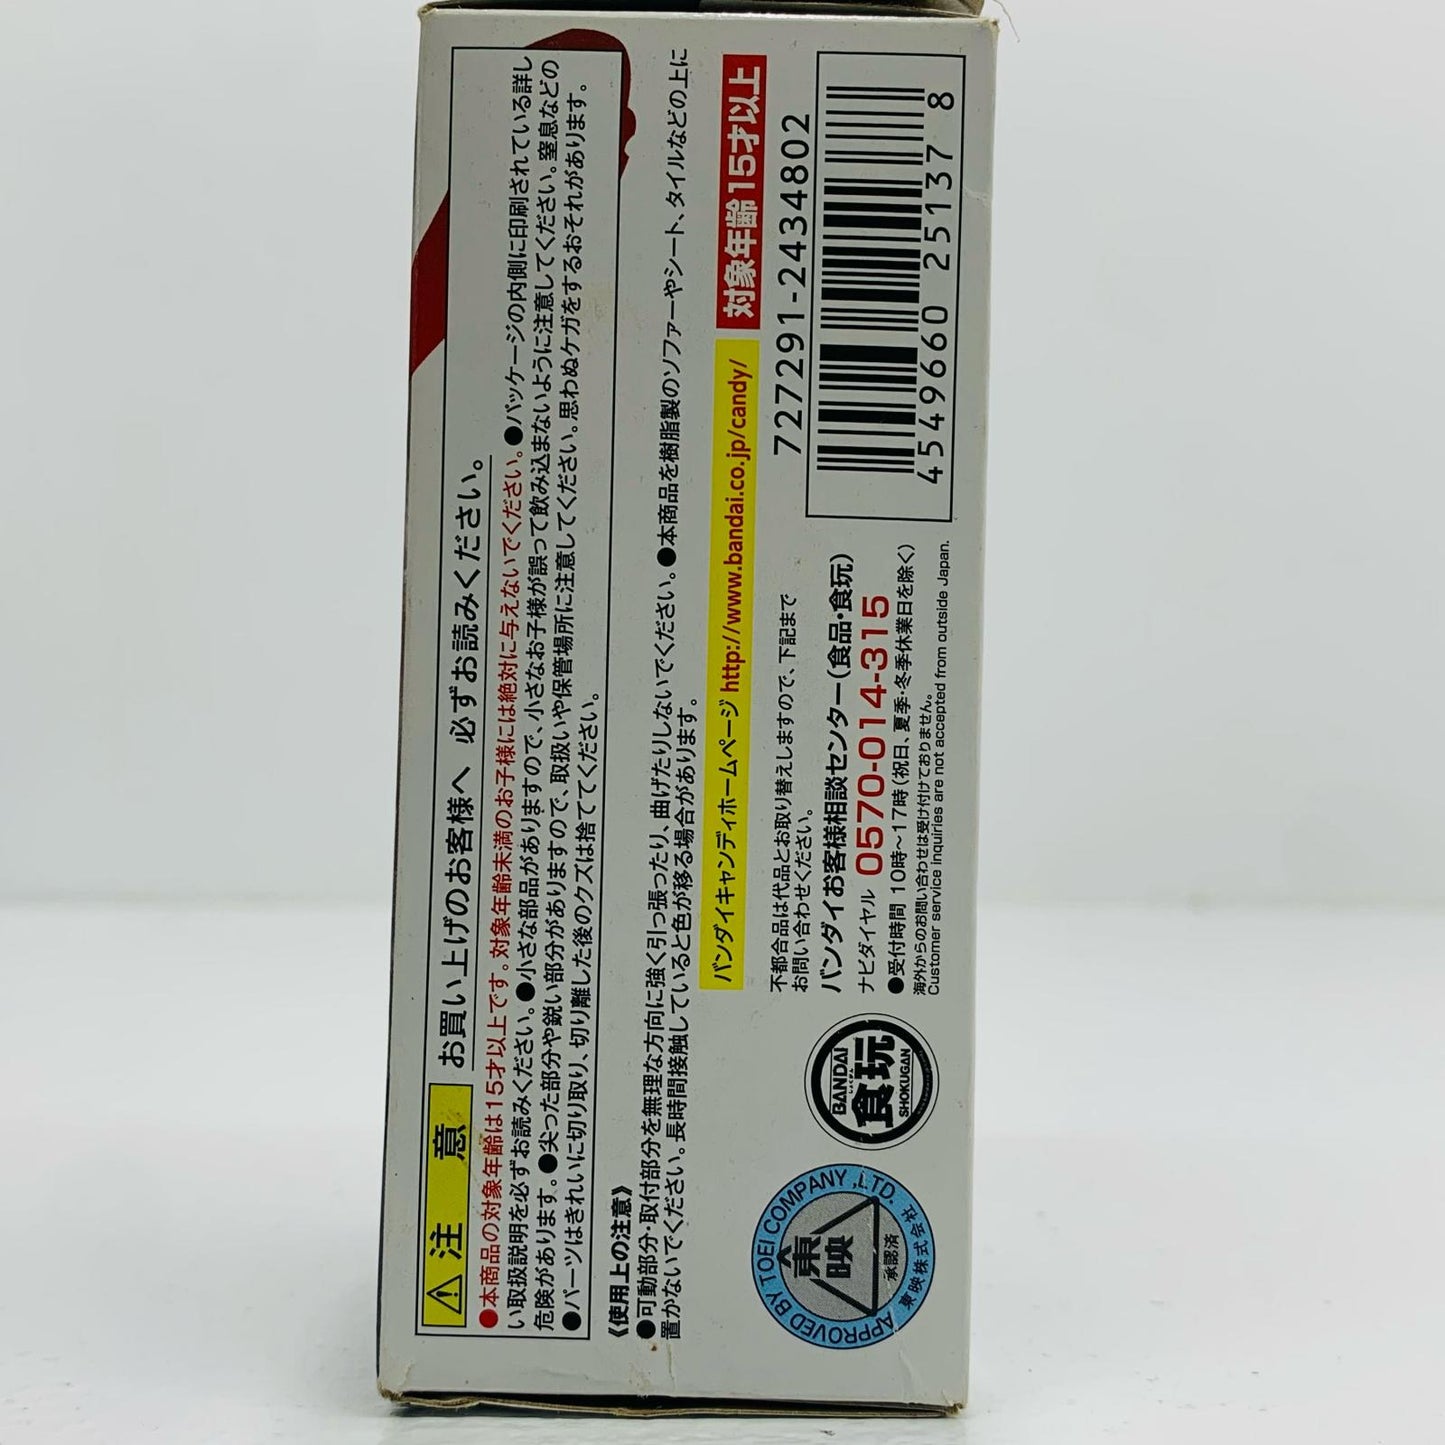 注 意
お買い上げのお客様へ 必ずお読みください。
●本商品の対象年齢は15才以上です。対象年齢未満のお子様には絶対に与えないでください。●パッケージの内側に印刷されている詳し
い取扱説明を必ずお読みください。●小さな部品がありますので、小さなお子様が誤って飲み込まないように注意してください。窒息などの
危険があります。●尖った部分や鋭い部分がありますので、取扱いや保管場所に注意してください。思わぬケガをするおそれがあります。
●パーツはきれいに切り取り、切り離した後のクズは捨ててください。
《使用上の注意》
●可動部分・取付部分を無理な方向に強く引っ張ったり、曲げたりしないでください。●本商品を樹脂製のソファーやシート、タイルなどの上に
置かないでください。長時間接触していると色が移る場合があります。
バンダイキャンディホームページ http://www.bandai.co.jp/candy/
対象年齢15才以上
不都合品は代品とお取り替えしますので、下記まで
お問い合わせください。
バンダイお客様相談センター(食品・食玩)
ナビダイヤル 0570-014-315
●受付時間 10時〜17時(祝日、夏季・冬季休業日を除く)
海外からのお問い合わせは受け付けておりません。
Customer service inquiries are not accepted from outside Japan.
727291-2434802
4549660 25137 8
BANDAI
しょくがん
食玩
SHOKUGAN
APPROVED BY TOEI COMPANY ,LTD.
東映
承認済
東映株式会社